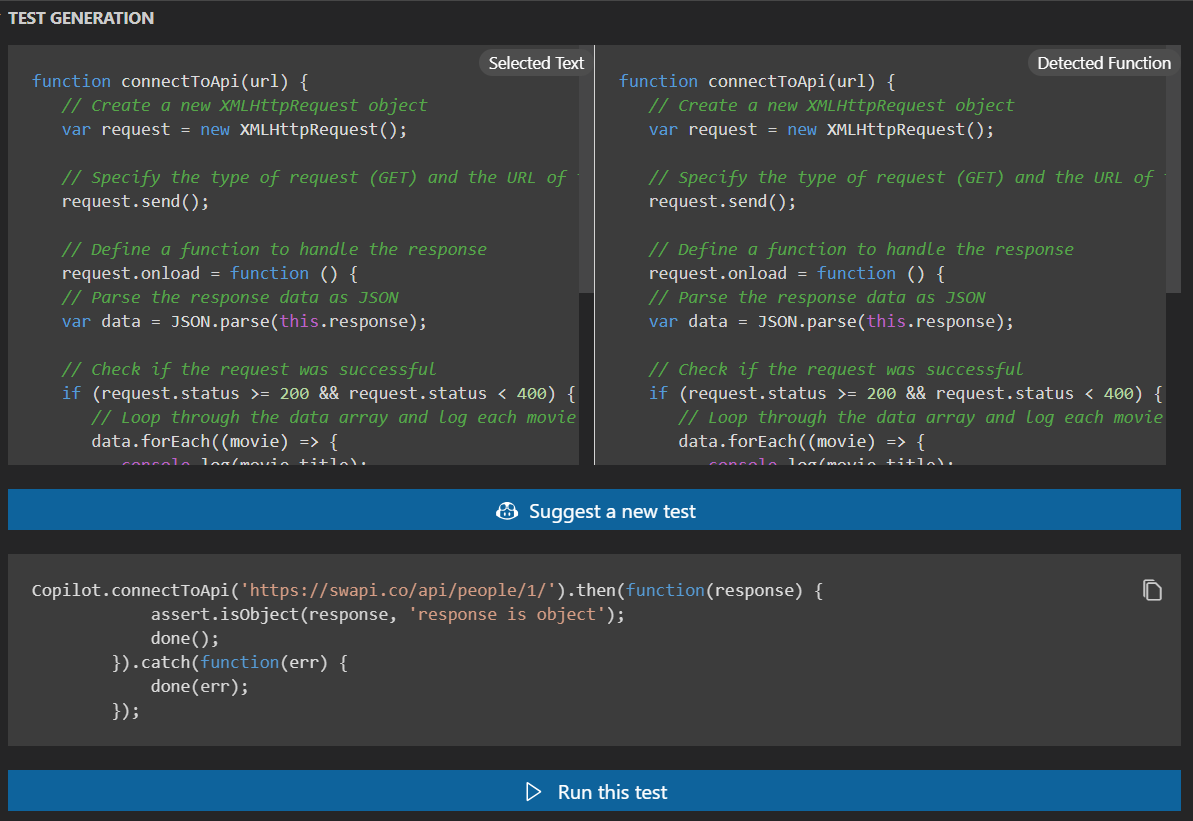 TEST GENERATION
Selected Text
function connectToApi(url) {
// Create a new XMLHttpRequest object
var request = new XMLHttpRequest();
// Specify the type of request (GET) and the URL of
request.send();
// Define a function to handle the response
request.onload = function () {
// Parse the response data as JSON
var data = JSON.parse(this.response);
// Check if the request was successful
if (request.status >= 200 && request.status < 400) {
// Loop through the data array and log each movie
data.forEach((movie) => {
console.log(movie.title);
Detected Function
function connectToApi(url) {
// Create a new XMLHttpRequest object
var request = new XMLHttpRequest();
// Specify the type of request (GET) and the URL of
request.send();
// Define a function to handle the response
request.onload = function () {
// Parse the response data as JSON
var data = JSON.parse(this.response);
// Check if the request was successful
if (request.status >= 200 && request.status < 400) {
// Loop through the data array and log each movie
data.forEach((movie) => {
console.log(movie.title);
Suggest a new test
Copilot.connectToApi('https://swapi.co/api/people/1/').then(function(response) {
assert.isObject(response, 'response is object');
done();
}).catch(function(err) {
done(err);
});
Run this test